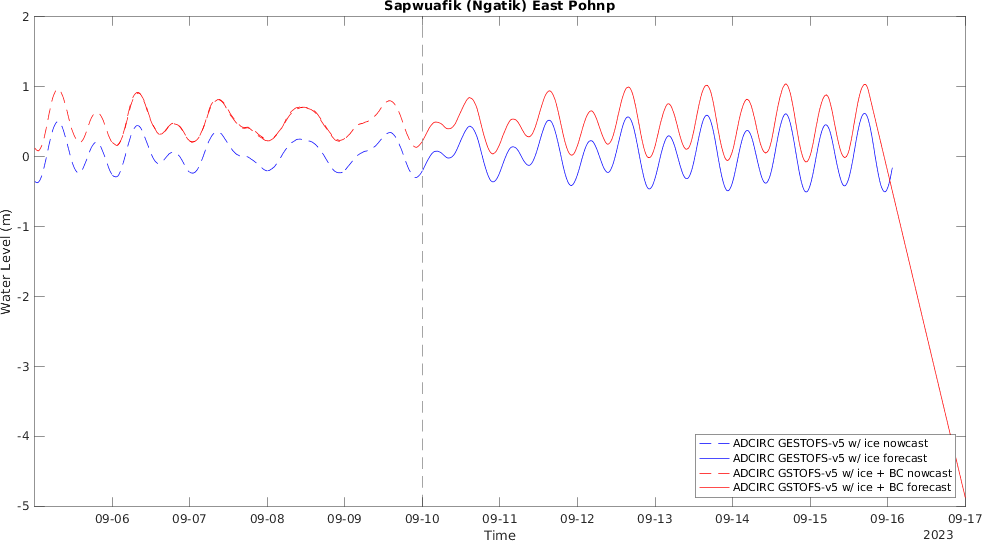 Sapwuafik (Ngatik) East Pohnp
2
1
0
-1
-2
-3
-4
-5
Water Level (m)
ADCIRC GESTOFS-v5 w/ ice nowcast
ADCIRC GESTOFS-v5 w/ ice forecast
ADCIRC GSTOFS-v5 w/ ice + BC nowcast
ADCIRC GSTOFS-v5 w/ ice + BC forecast
09-06 09-07 09-08 09-09 09-10 09-11 09-12 09-13 09-14 09-15 09-16 09-17
Time
2023